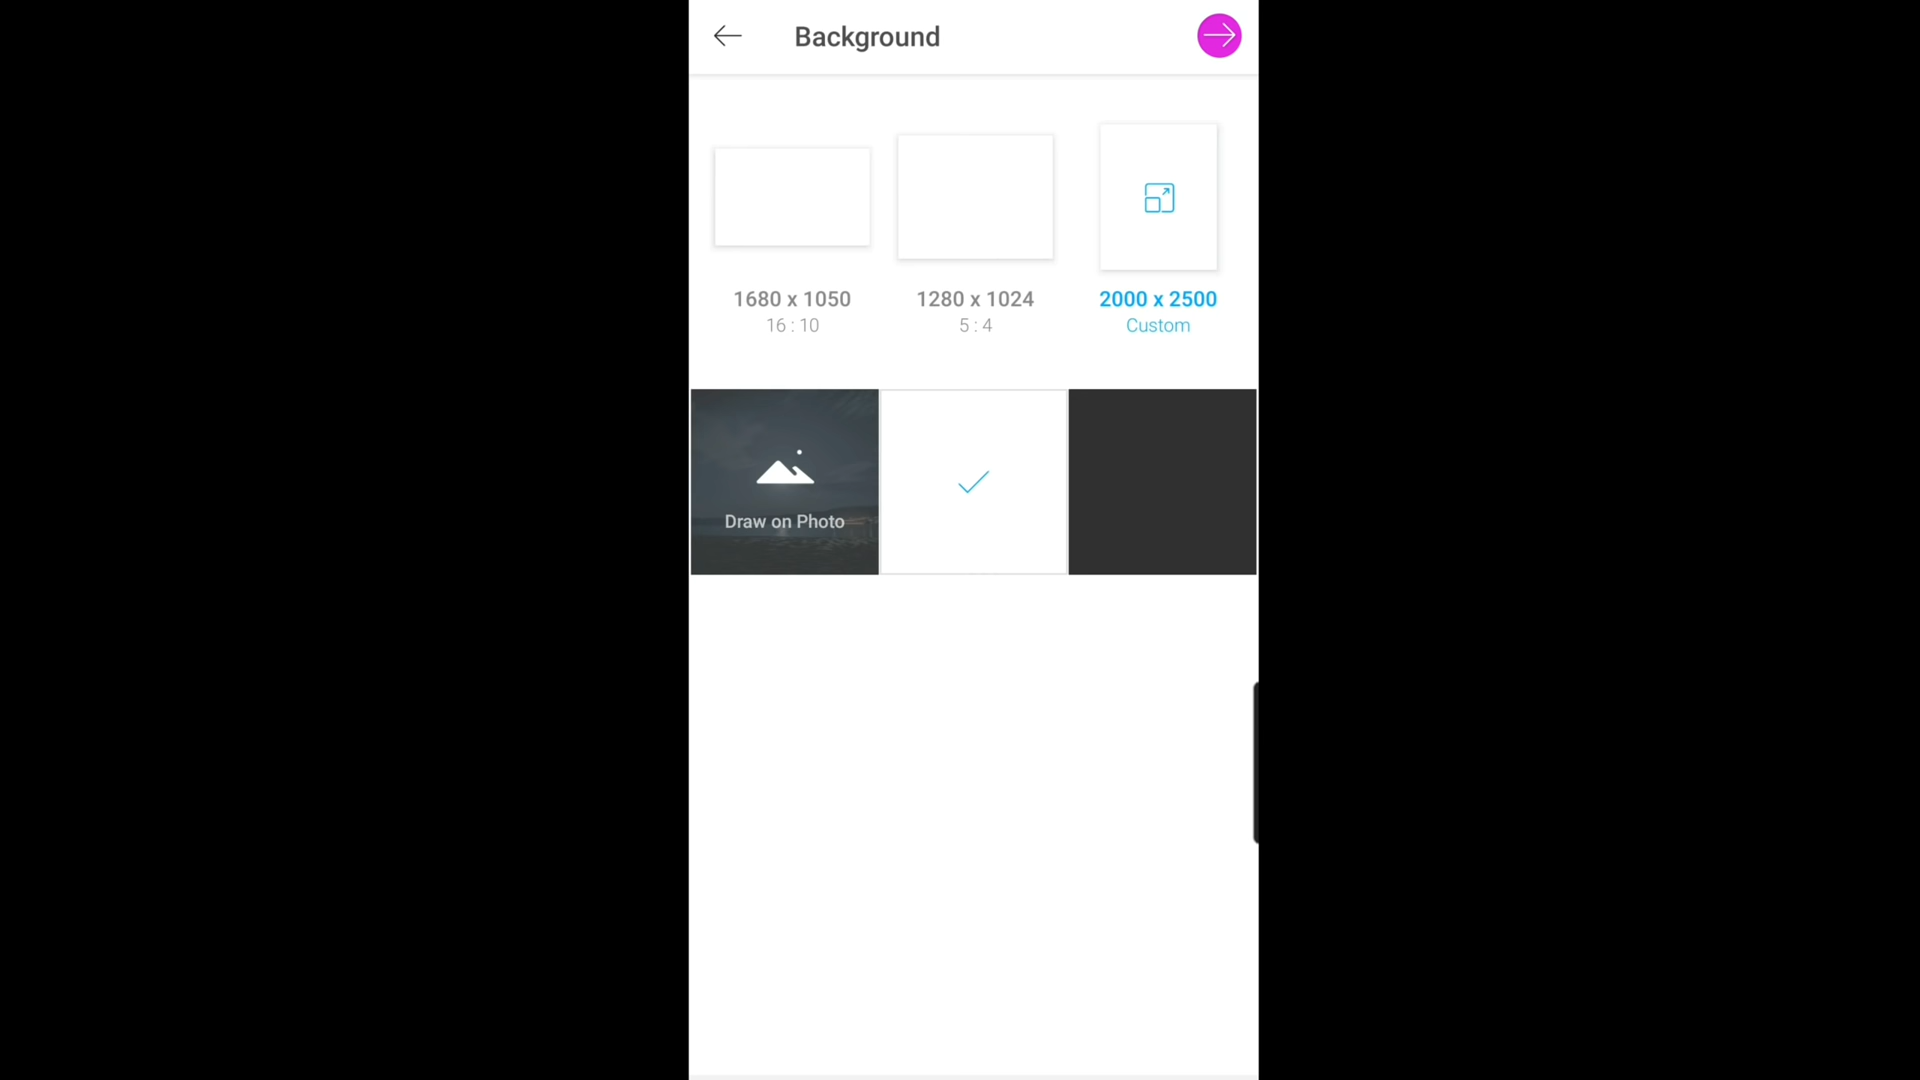 Background
1680 x 1050
16 : 10
1280 x 1024
5 : 4
2000 x 2500
Custom
Draw on Photo